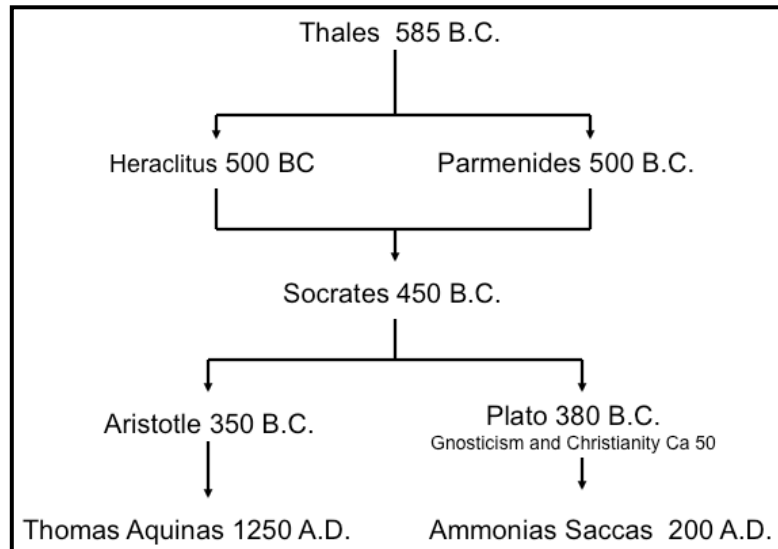 Thales 585 B.C.
Heraclitus 500 BC
Parmenides 500 B.C.
Socrates 450 B.C.
Aristotle 350 B.C.
Plato 380 B.C.
Gnosticism and Christianity Ca 50
Thomas Aquinas 1250 A.D.
Ammonias Saccas 200 A.D.